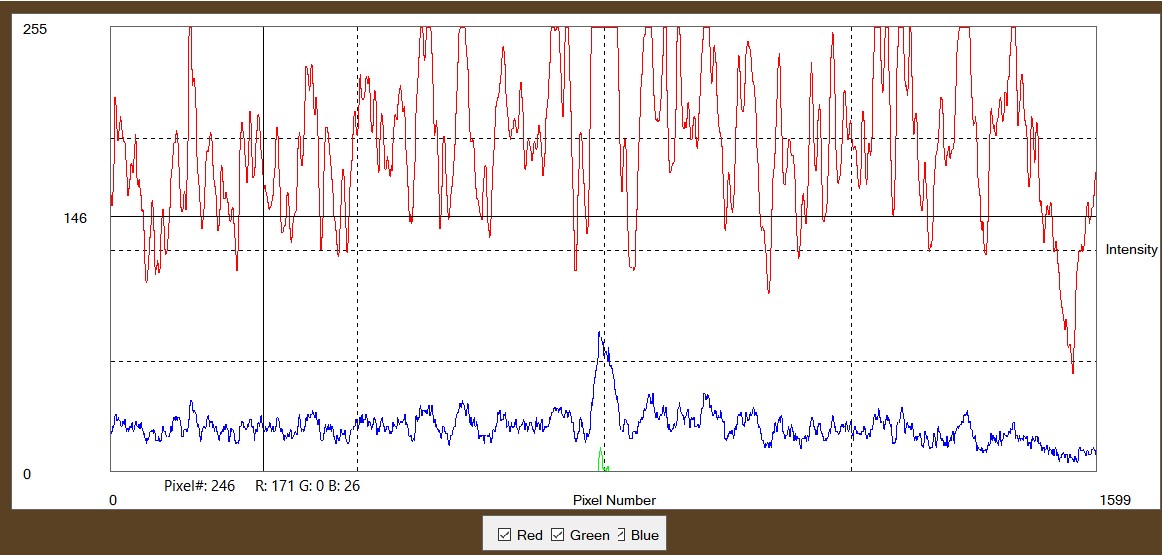 255
146
Intensity
0
Pixel#: 246 R: 171 G: 0 B: 26
0 Pixel Number 1599
Red Green Blue